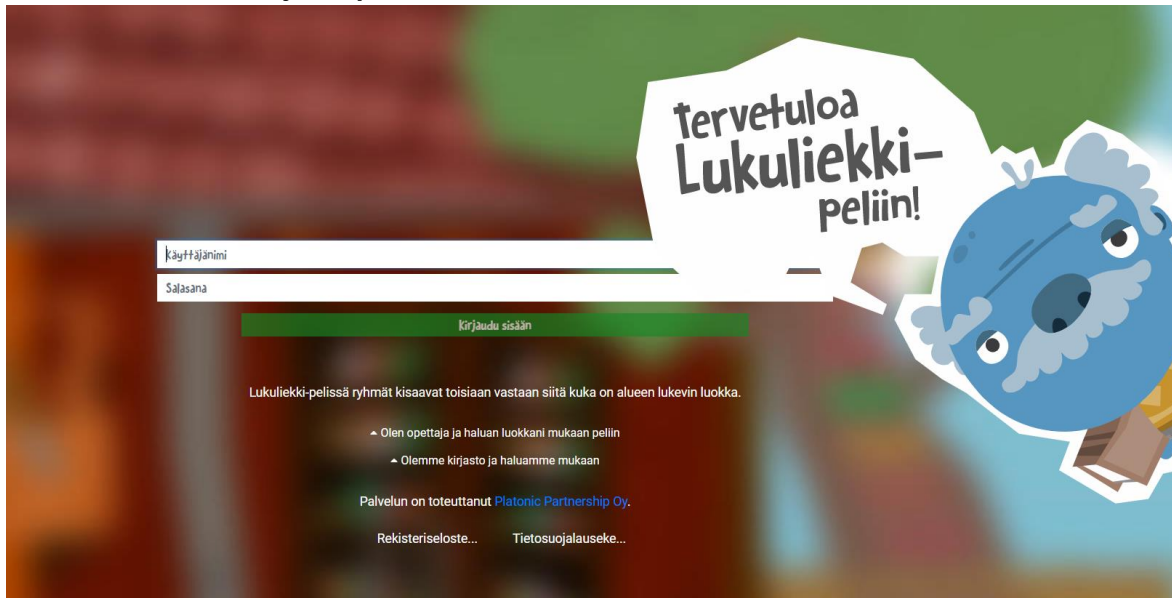 Tervetuloa
Lukuliekki-
peliin!
Käyttäjänimi
Salasana
Kirjaudu sisään
Lukuliekki-pelissä ryhmät kisaavat toisiaan vastaan siitä kuka on alueen lukevin luokka.
Olen opettaja ja haluan luokkani mukaan peliin
Olemme kirjasto ja haluamme mukaan
Palvelun on toteuttanut Platonic Partnership Oy.
Rekisteriseloste... Tietosuojalauseke...